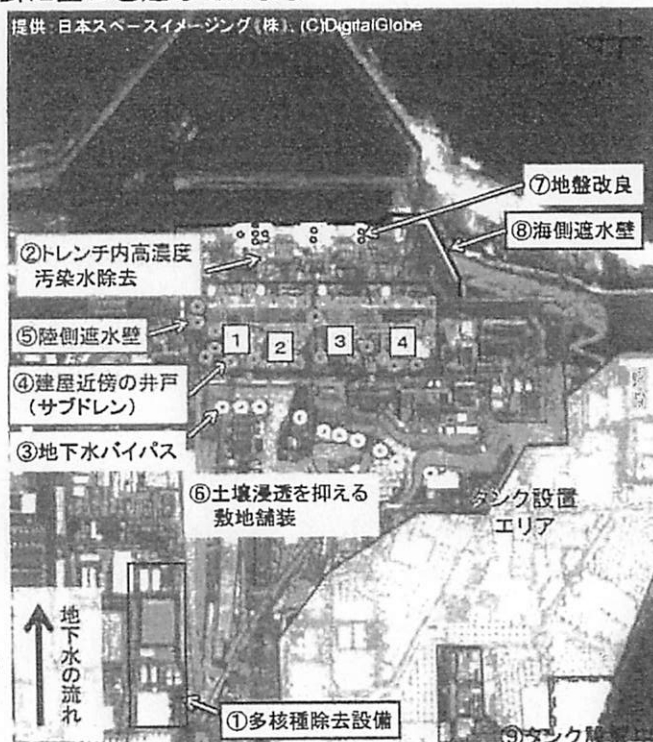 提供：日本スペースイメージング（株）、(C)DigitalGlobe
⑦地盤改良
⑧海側遮水壁
②トレンチ内高濃度
汚染水除去
⑤陸側遮水壁
1 2 3 4
④建屋近傍の井戸
（サブドレン）
③地下水バイパス
⑥土壌浸透を抑える
敷地舗装
タンク設置
エリア
地下水の流れ
①多核種除去設備